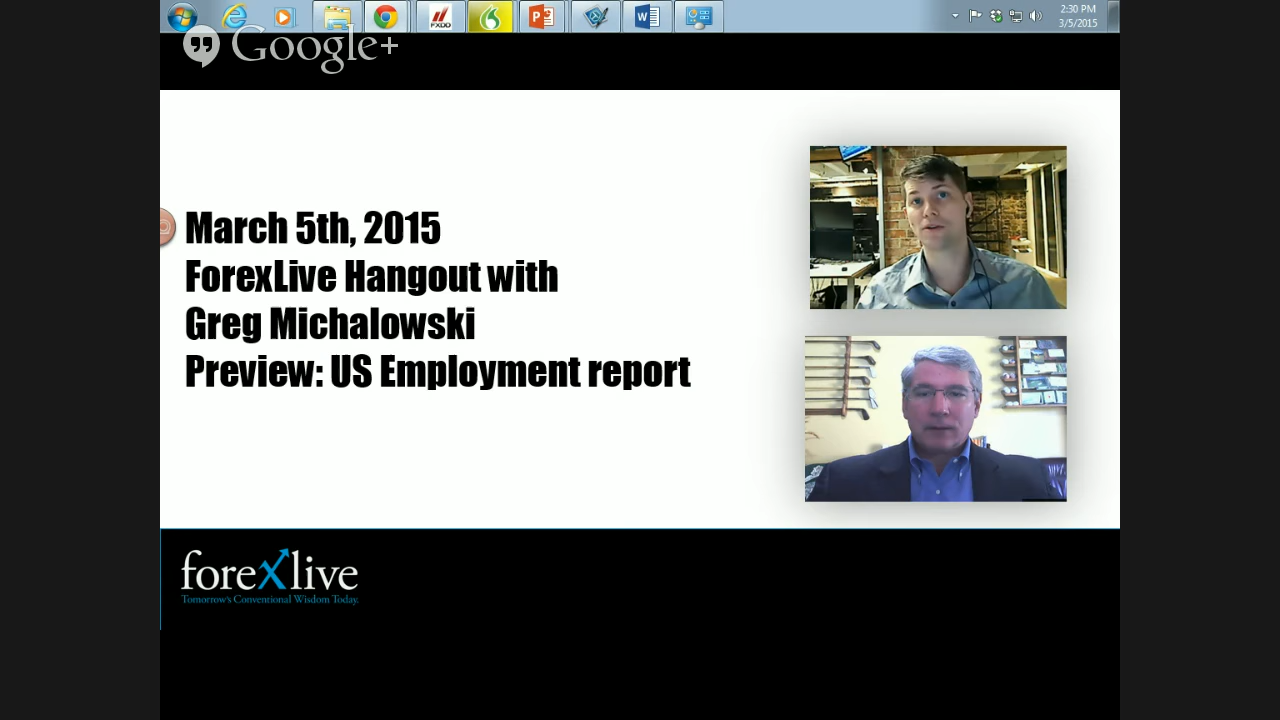 2:30 PM
3/5/2015
FXDD
Google+
March 5th, 2015
ForexLive Hangout with
Greg Michalowski
Preview: US Employment report
forexlive
Tomorrow's Conventional Wisdom Today.